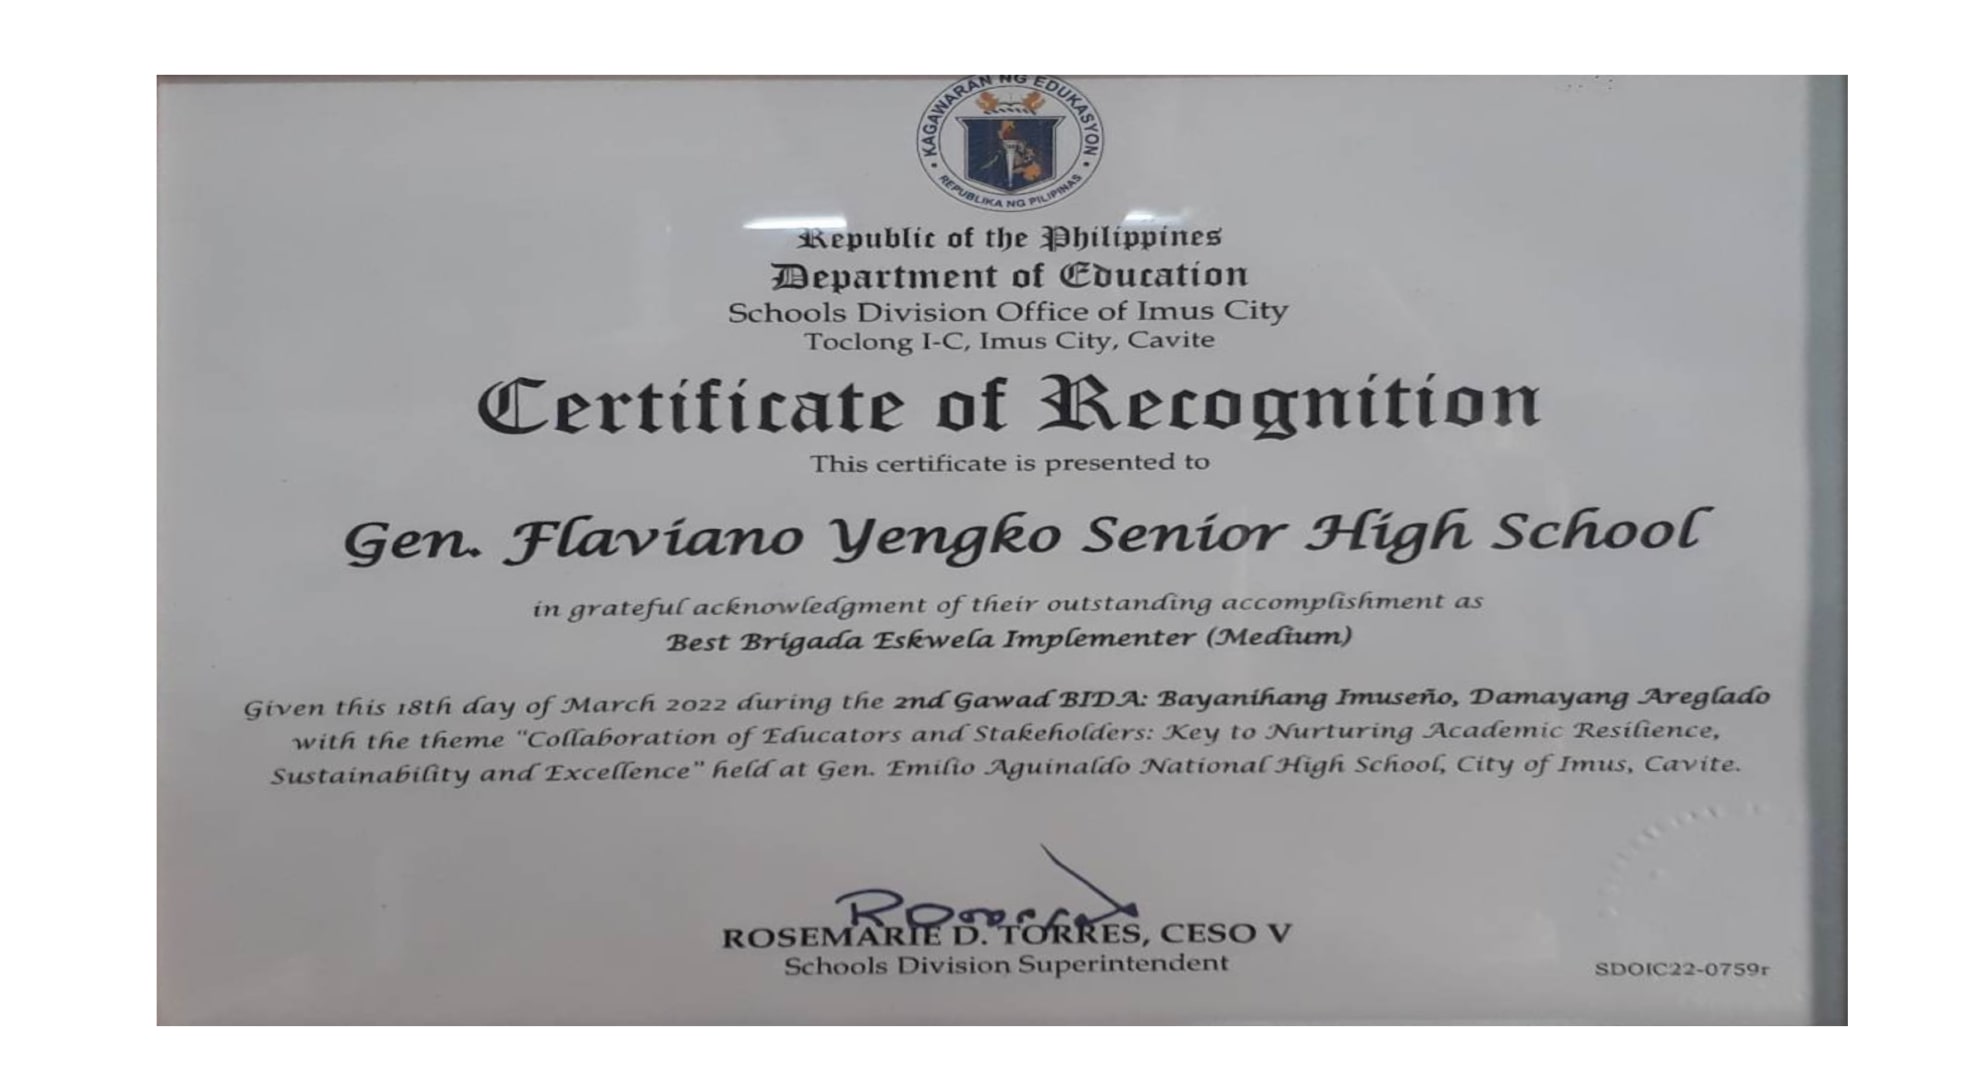 KAGAWARAN NG EDUKASYON
REPUBLIKA NG PILIPINAS
Republic of the Philippines
Department of Education
Schools Division Office of Imus City
Toclong I-C, Imus City, Cavite
Certificate of Recognition
This certificate is presented to
Gen. Flaviano Yengko Senior High School
in grateful acknowledgment of their outstanding accomplishment as
Best Brigada Eskwela Implementer (Medium)
Given this 18th day of March 2022 during the 2nd Gawad BIDA: Bayanihang Imuseño, Damayang Areglado
with the theme "Collaboration of Educators and Stakeholders: Key to Nurturing Academic Resilience,
Sustainability and Excellence" held at Gen. Emilio Aguinaldo National High School, City of Imus, Cavite.
ROSEMARIE D. TORRES, CESO V
Schools Division Superintendent
SDOIC22-0759r